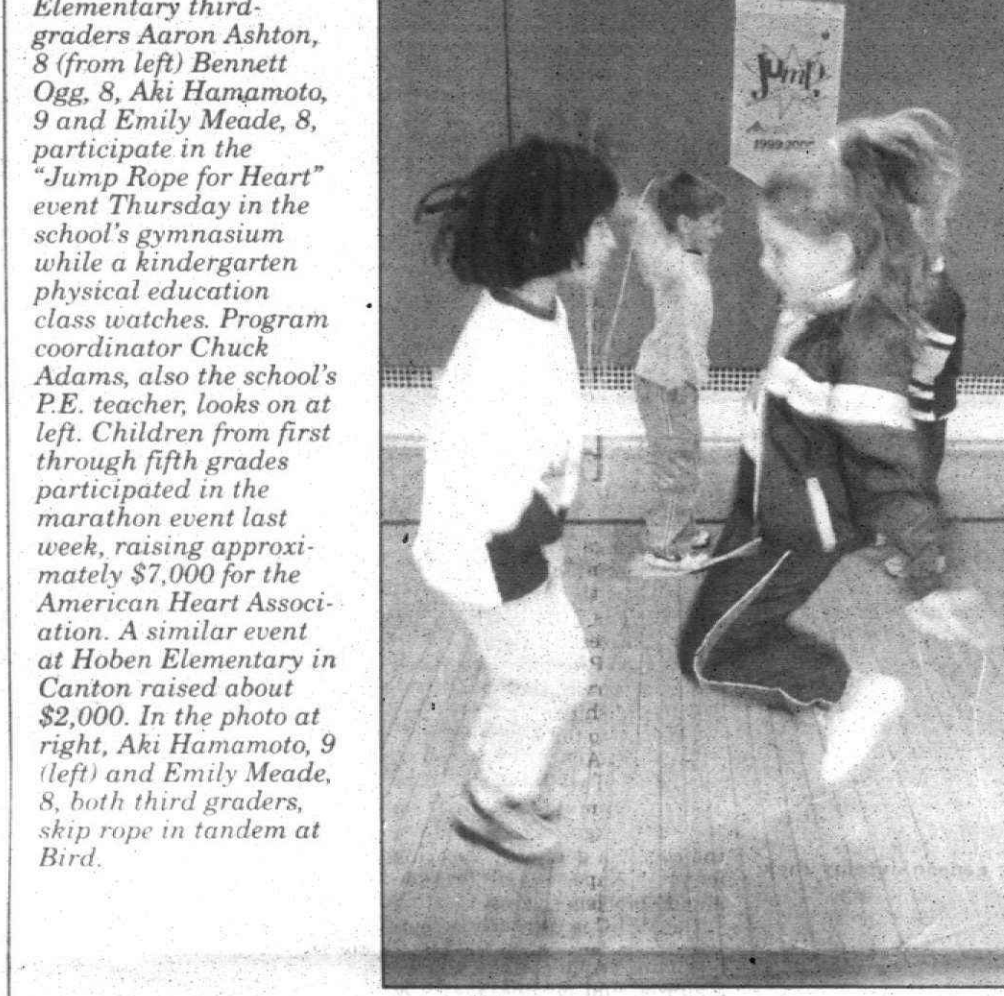 Elementary third-
graders Aaron Ashton,
8 (from left) Bennett
Ogg, 8, Aki Hamamoto,
9 and Emily Meade, 8,
participate in the
"Jump Rope for Heart"
event Thursday in the
school's gymnasium
while a kindergarten
physical education
class watches. Program
coordinator Chuck
Adams, also the school's
P.E. teacher, looks on at
left. Children from first
through fifth grades
participated in the
marathon event last
week, raising approxi-
mately $7,000 for the
American Heart Associ-
ation. A similar event
at Hoben Elementary in
Canton raised about
$2,000. In the photo at
right, Aki Hamamoto, 9
(left) and Emily Meade,
8, both third graders,
skip rope in tandem at
Bird.
Jump
1999-2000